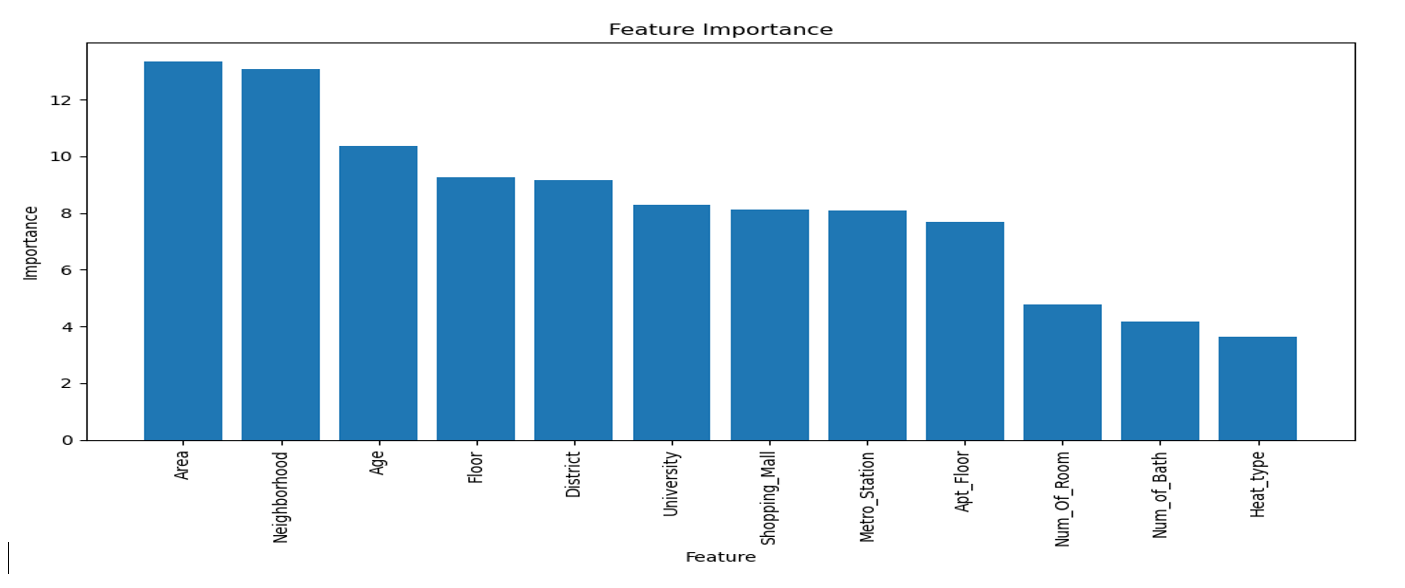 Feature Importance
Importance
12
10
8
6
4
2
0
Area
Neighborhood
Age
Floor
District
University
Shopping_Mall
Metro_Station
Apt_Floor
Num_Of_Room
Num_of_Bath
Heat_type
Feature